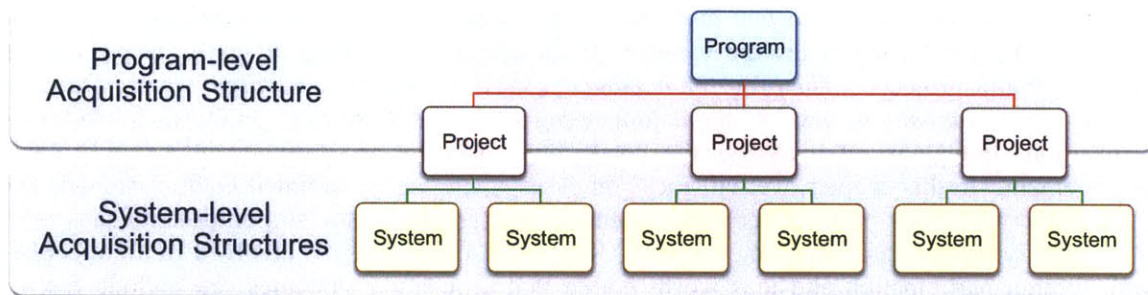 Program-level
Acquisition Structure
Program
Project Project Project
System-level
Acquisition Structures
System System System System System System